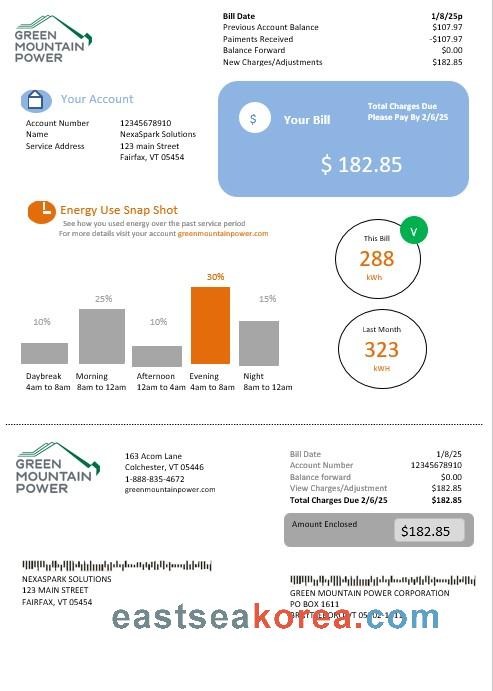 GREEN
MOUNTAIN
POWER
Bill Date 1/8/25p
Previous Account Balance $107.97
Paiments Received -$107.97
Balance Forward $0.00
New Charges/Adjustments $182.85
Your Account
Account Number 12345678910
Name NexaSpark Solutions
Service Address 123 main Street
Fairfax, VT 05454
$ Your Bill
Total Charges Due
Please Pay By 2/6/25
$ 182.85
Energy Use Snap Shot
See how you used energy over the past service period
For more details visit your account greenmountainpower.com
This Bill
288
kWh
v
Last Month
323
kWH
10% 25% 10% 30% 15%
Daybreak Morning Afternoon Evening Night
4am to 8am 8am to 12am 12am to 4am 4am to 8am 8am to 12am
GREEN
MOUNTAIN
POWER
163 Acom Lane
Colchester, VT 05446
1-888-835-4672
greenmountainpower.com
Bill Date 1/8/25
Account Number 12345678910
Balance forward $0.00
View Charges/Adjustment $182.85
Total Charges Due 2/6/25 $182.85
Amount Enclosed $182.85
NEXASPARK SOLUTIONS
123 MAIN STREET
FAIRFAX, VT 05454
GREEN MOUNTAIN POWER CORPORATION
PO BOX 1611
eastseakorea.com